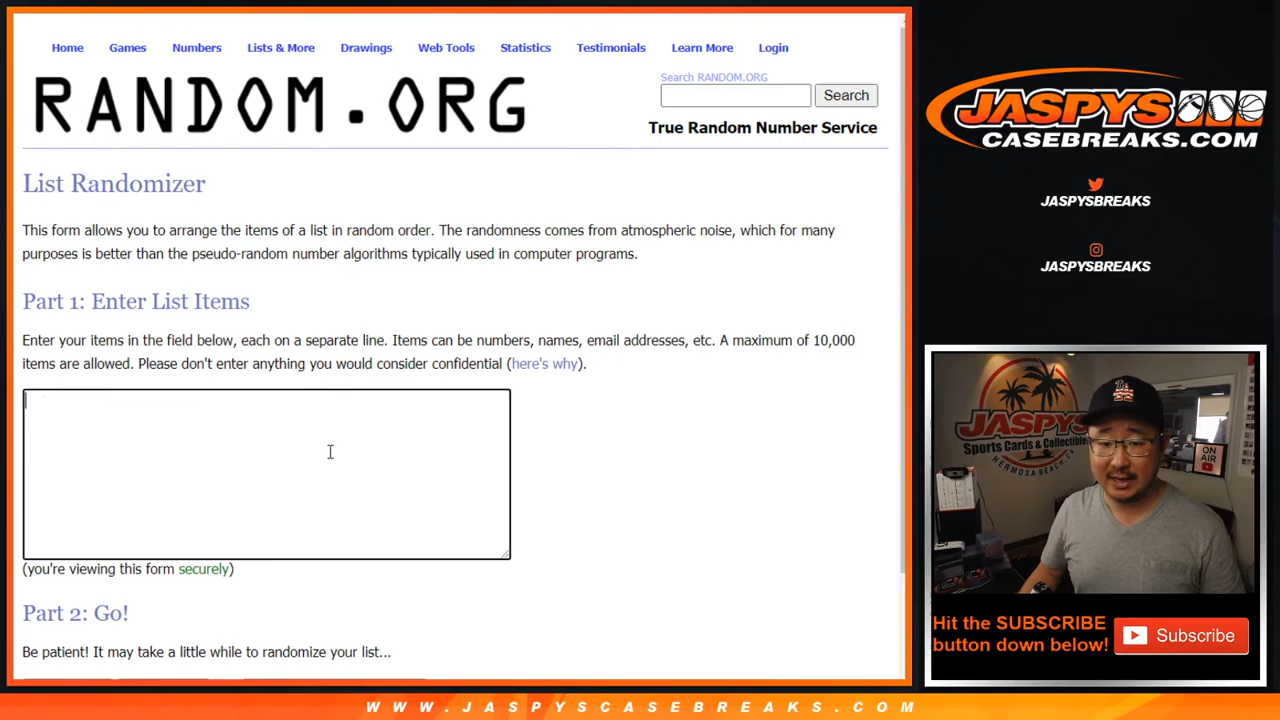 Home Games Numbers Lists & More Drawings Web Tools Statistics Testimonials Learn More Login
RANDOM.ORG
Search RANDOM.ORG
Search
True Random Number Service
List Randomizer
This form allows you to arrange the items of a list in random order. The randomness comes from atmospheric noise, which for many
purposes is better than the pseudo-random number algorithms typically used in computer programs.
Part 1: Enter List Items
Enter your items in the field below, each on a separate line. Items can be numbers, names, email addresses, etc. A maximum of 10,000
items are allowed. Please don't enter anything you would consider confidential (here's why).
(you're viewing this form securely)
Part 2: Go!
Be patient! It may take a little while to randomize your list...
JASPYS
CASEBREAKS.COM
JASPYSBREAKS
JASPYSBREAKS
JASPYS
Sports Cards & Collectibles
HERMOSA BEACH, CA
ON AIR
Hit the SUBSCRIBE
button down below!
Subscribe
WWW.JASPYSCASEBREAKS.COM